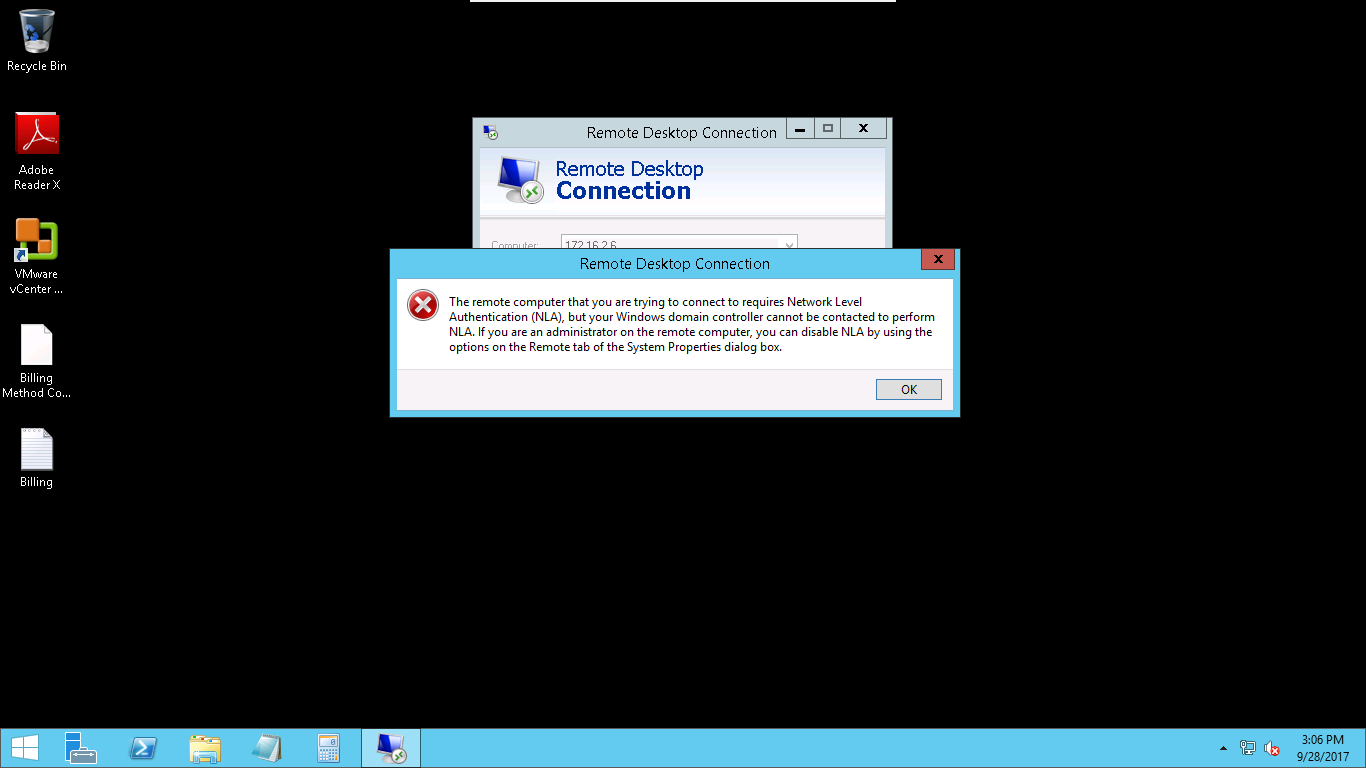 Recycle Bin
Adobe
Reader X
VMware
vCenter ...
Billing
Method Co...
Billing
Remote Desktop Connection
Remote Desktop
Connection
Computer: 172.16.2.6
Remote Desktop Connection
The remote computer that you are trying to connect to requires Network Level
Authentication (NLA), but your Windows domain controller cannot be contacted to perform
NLA. If you are an administrator on the remote computer, you can disable NLA by using the
options on the Remote tab of the System Properties dialog box.
OK
3:06 PM
9/28/2017